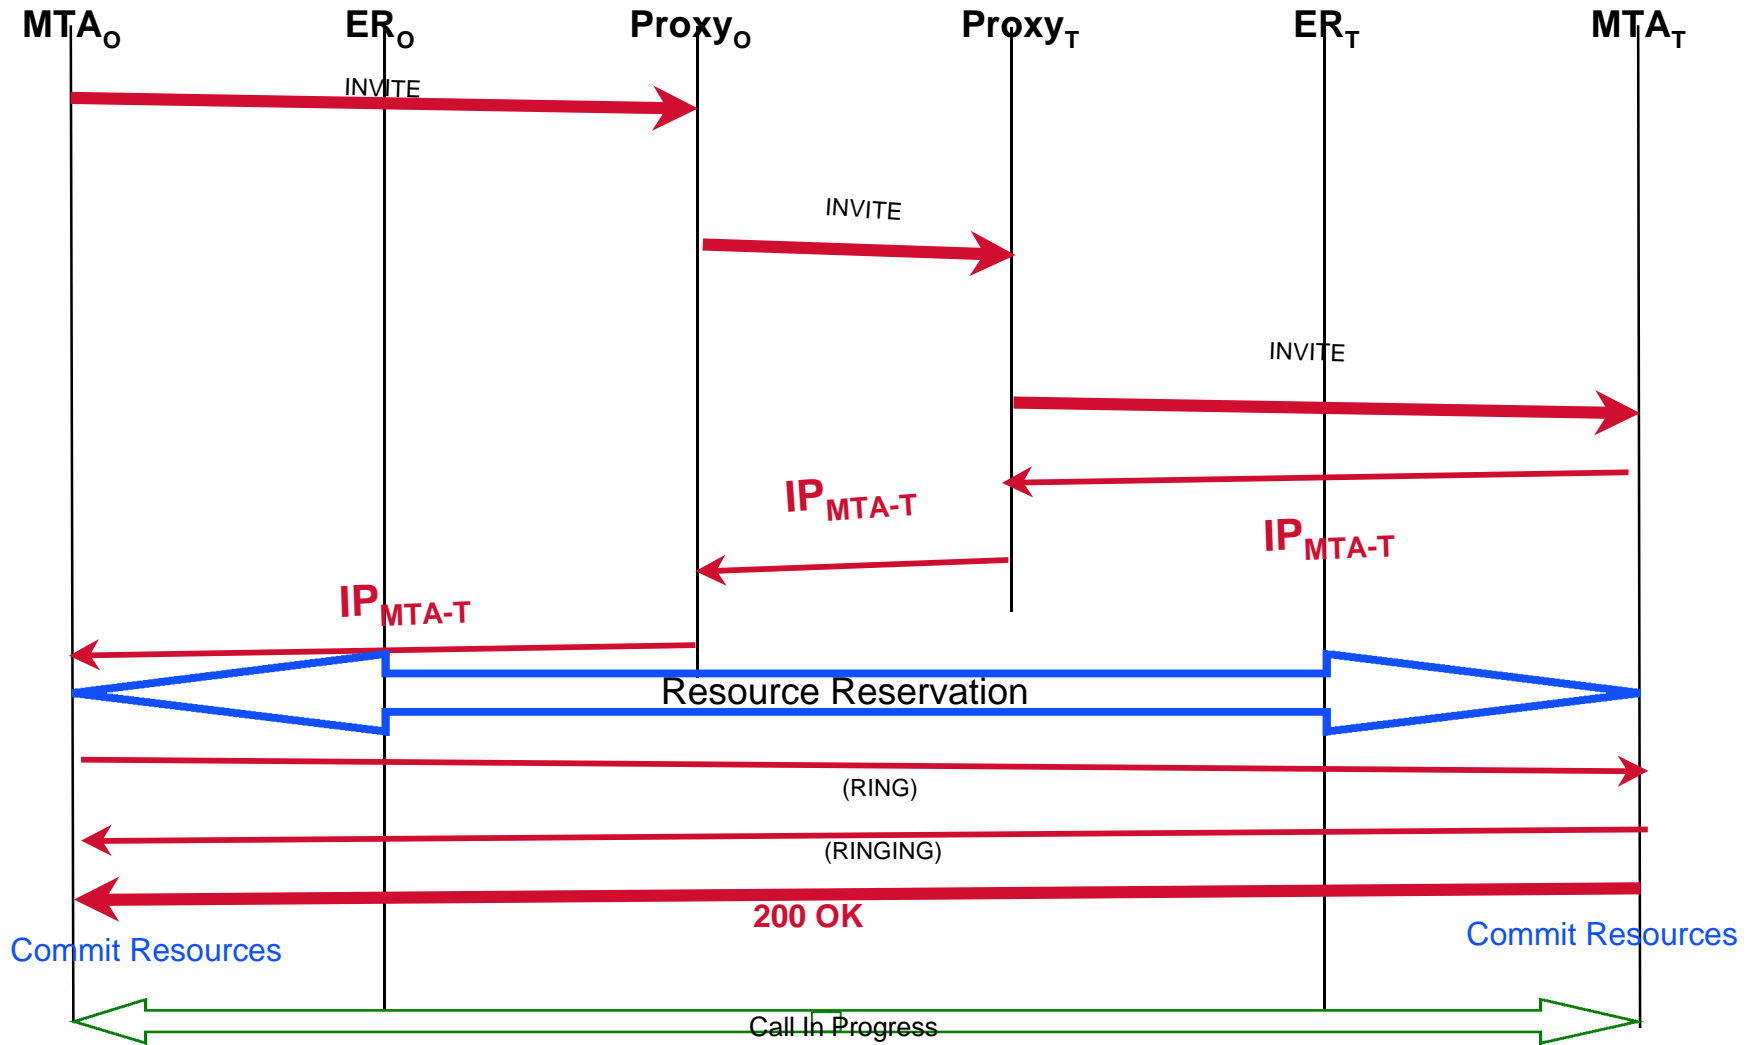 MTAO ERO ProxyO ProxyT ERT MTAT
INVITE
INVITE
INVITE
IPMTA-T
IPMTA-T
IPMTA-T
Resource Reservation
(RING)
(RINGING)
200 OK
Commit Resources
Commit Resources
Call In Progress